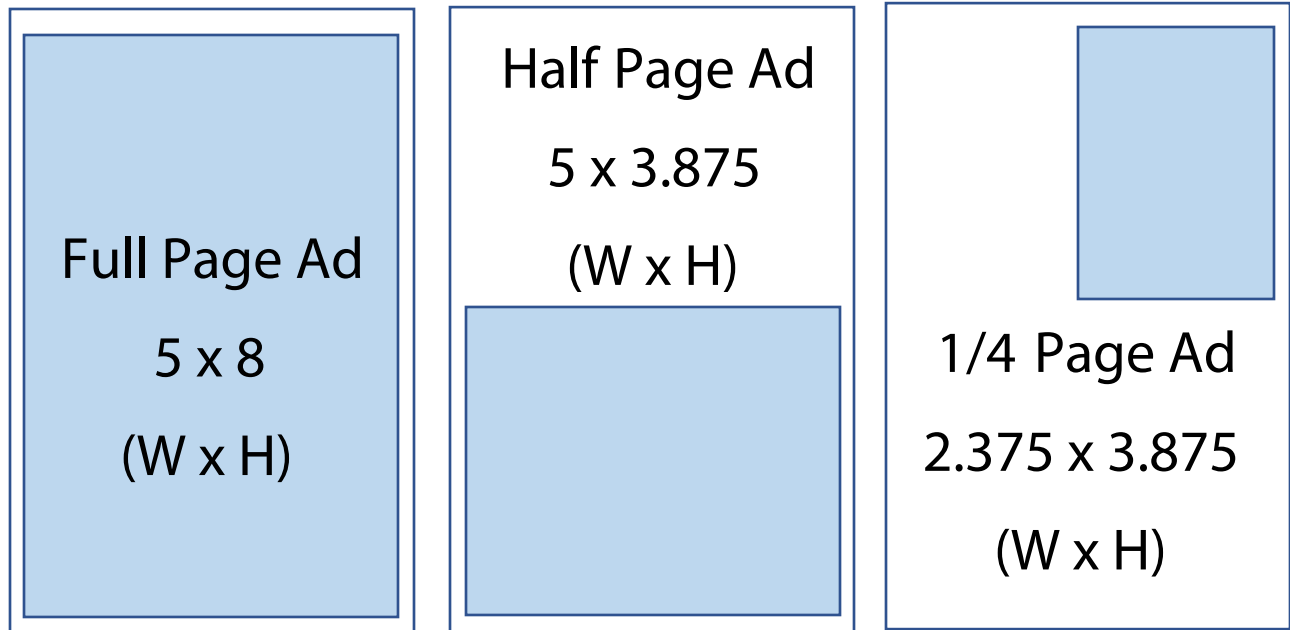 Full Page Ad
5 x 8
(W x H)
Half Page Ad
5 x 3.875
(W x H)
1/4 Page Ad
2.375 x 3.875
(W x H)